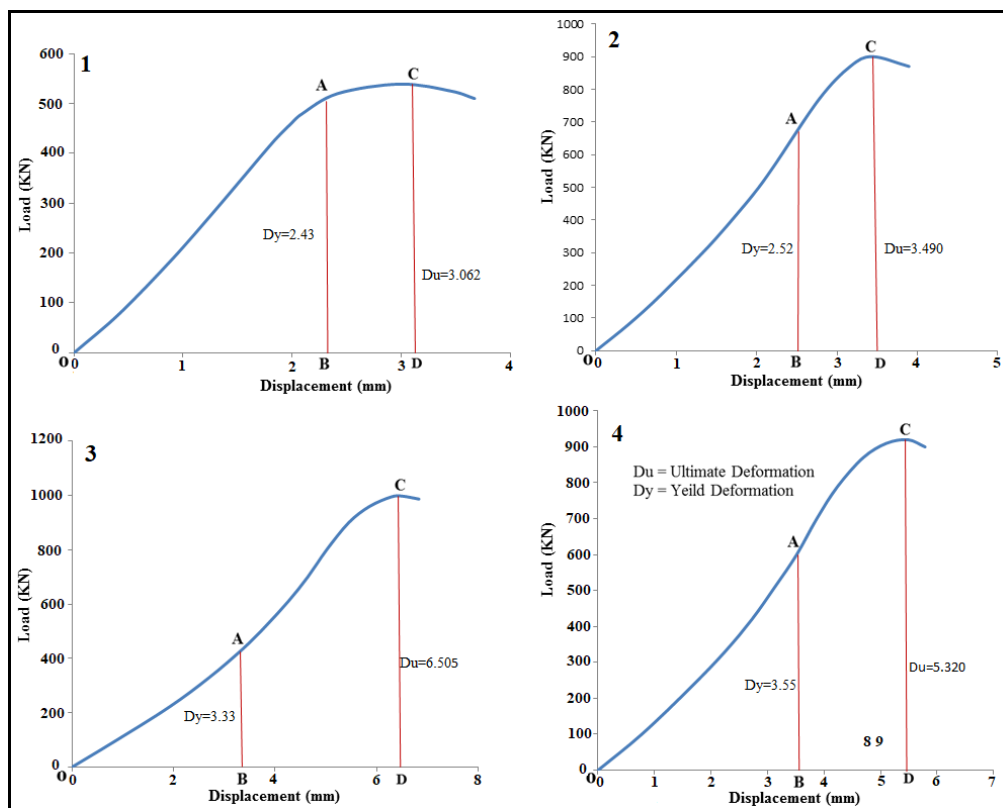 1
600
500
400
300
200
100
0
Load (KN)
A
C
Dy=2.43
Du=3.062
O 0 1 2 3 4
B D
Displacement (mm)
2
1000
900
800
700
600
500
400
300
200
100
0
Load (KN)
A
C
Dy=2.52
Du=3.490
O 0 1 2 3 4 5
B D
Displacement (mm)
3
1200
1000
800
600
400
200
0
Load (KN)
A
C
Dy=3.33
Du=6.505
O 0 2 4 6 8
B D
Displacement (mm)
4
1000
900
800
700
600
500
400
300
200
100
0
Load (KN)
Du = Ultimate Deformation
Dy = Yeild Deformation
A
C
Dy=3.55
Du=5.320
8 9
O 0 1 2 3 4 5 6 7
B D
Displacement (mm)